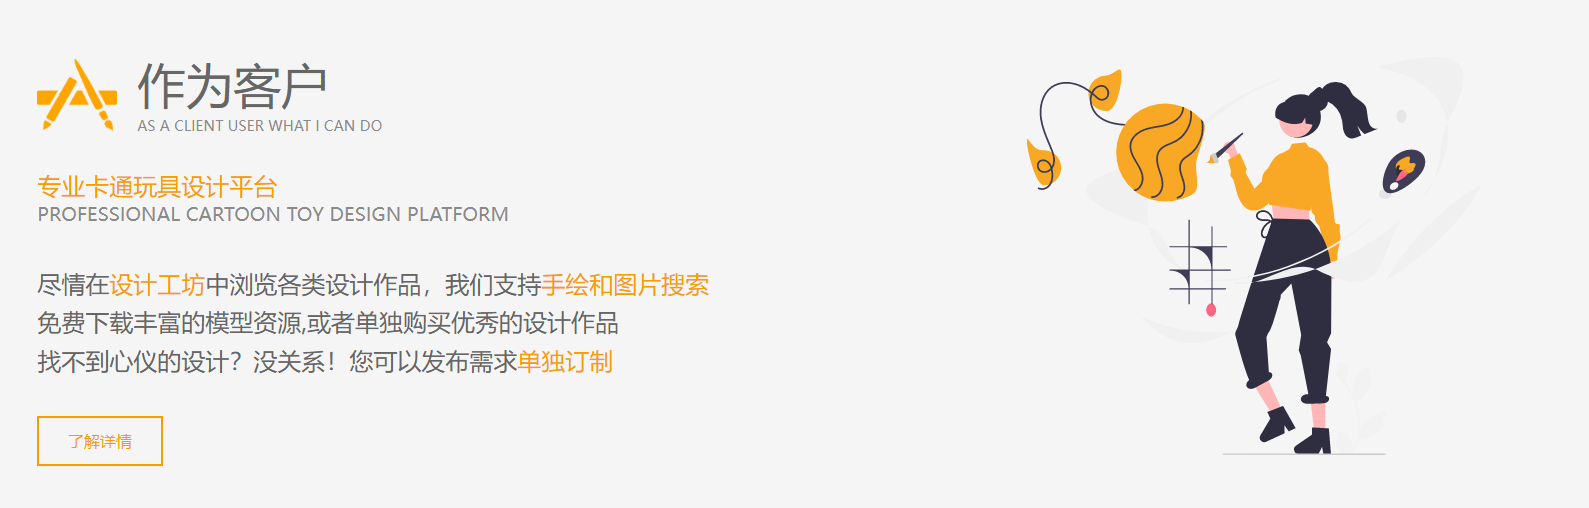 作为客户
AS A CLIENT USER WHAT I CAN DO
专业卡通玩具设计平台
PROFESSIONAL CARTOON TOY DESIGN PLATFORM
尽情在设计工坊中浏览各类设计作品，我们支持手绘和图片搜索
免费下载丰富的模型资源,或者单独购买优秀的设计作品
找不到心仪的设计？没关系！您可以发布需求单独订制
了解详情